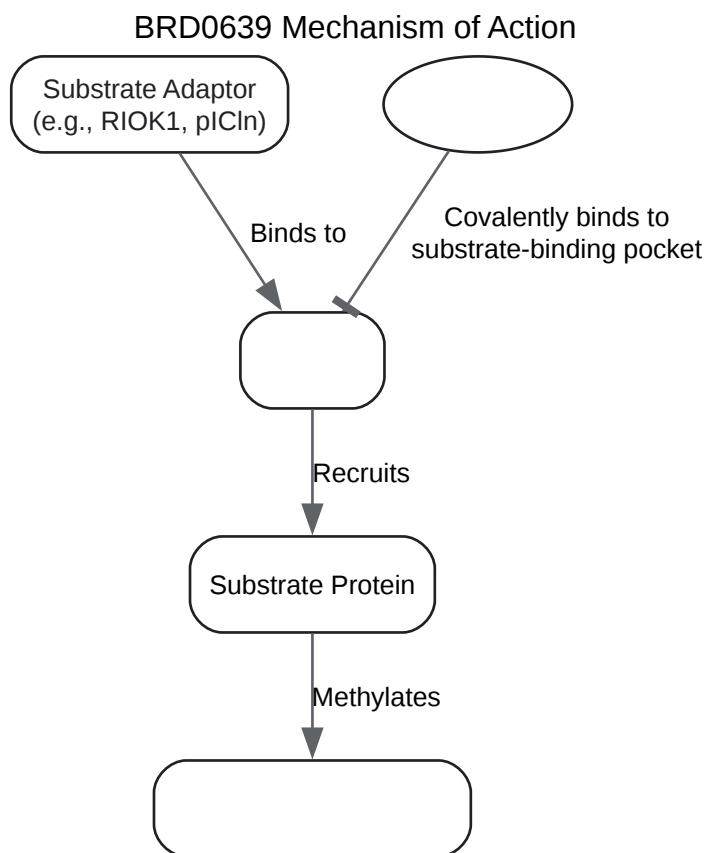 BRD0639 Mechanism of Action
Substrate Adaptor
(e.g., RIOK1, pICln)
Binds to
Covalently binds to
substrate-binding pocket
Recruits
Substrate Protein
Methylates